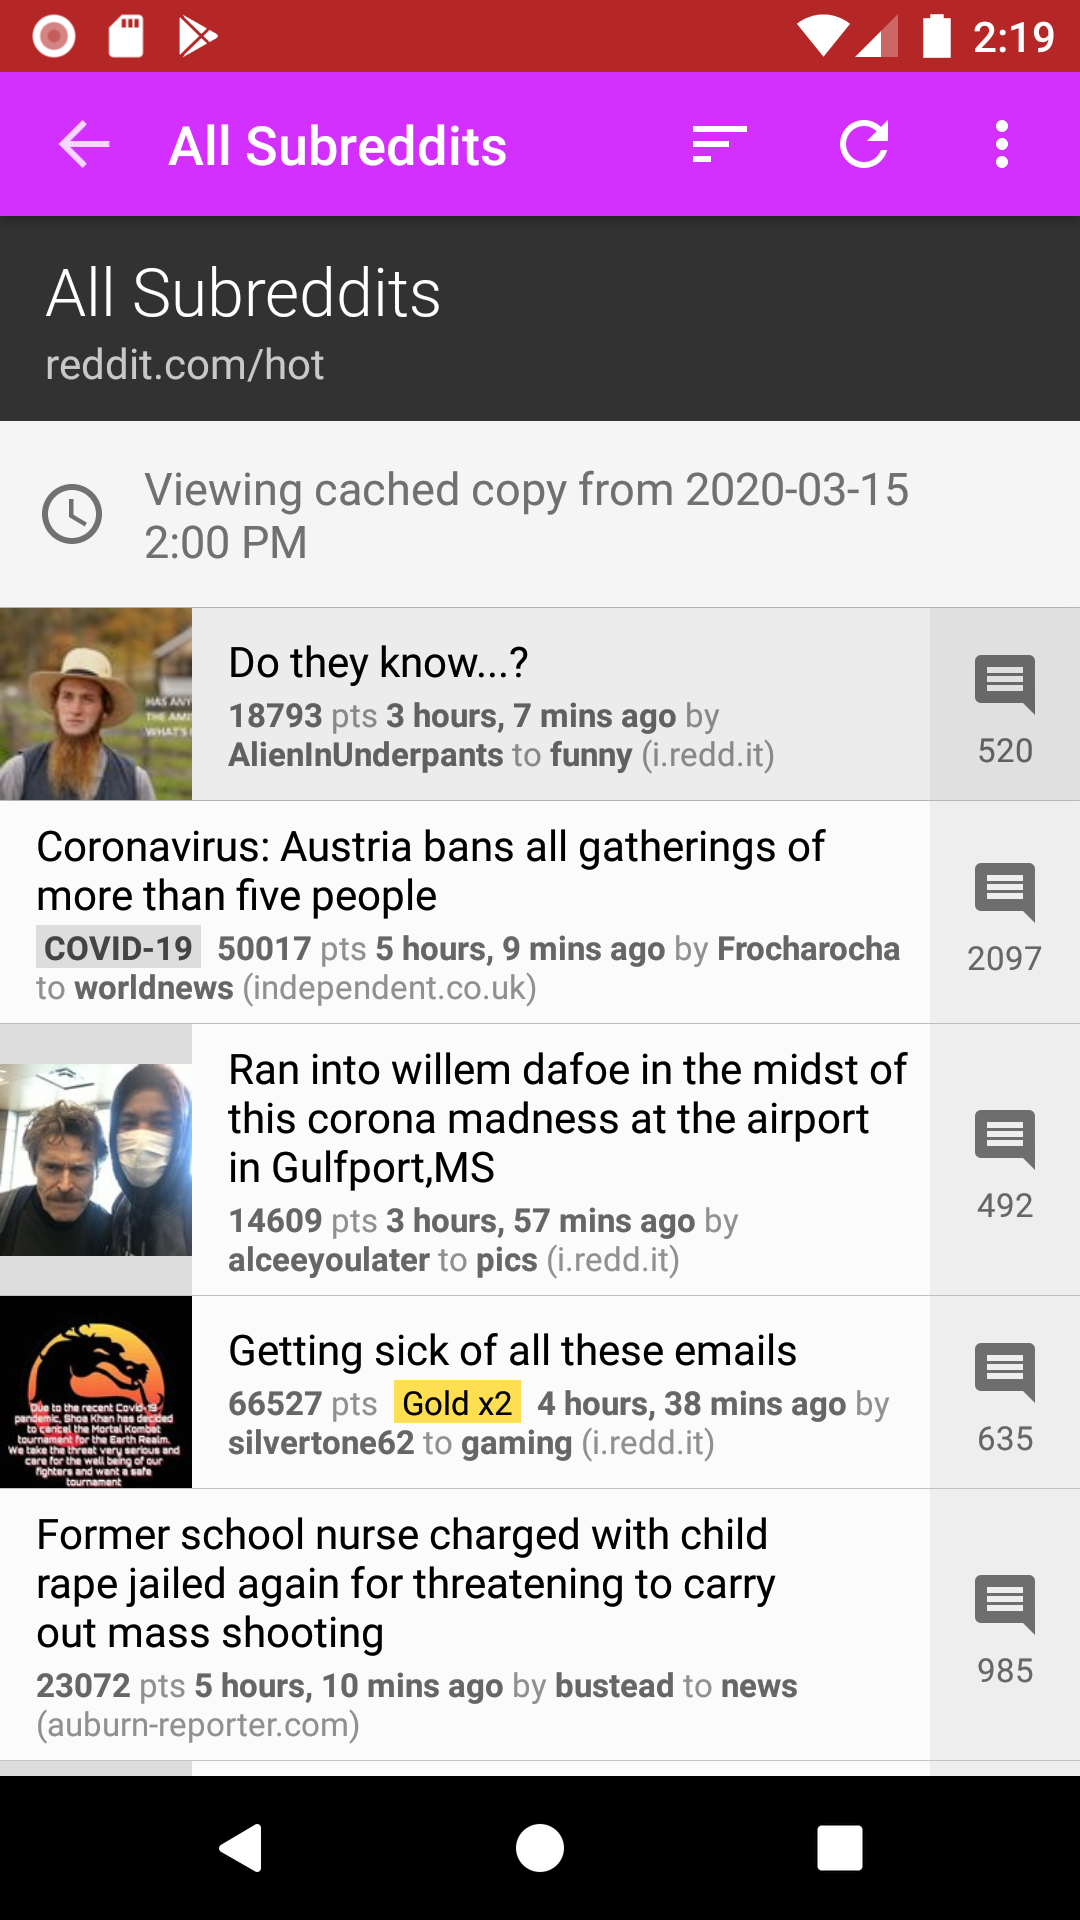 2:19
All Subreddits
All Subreddits
reddit.com/hot
Viewing cached copy from 2020-03-15
2:00 PM
HAS ANY
THE AMI
WHAT'S
Do they know...?
18793 pts 3 hours, 7 mins ago by
AlienInUnderpants to funny (i.redd.it)
520
Coronavirus: Austria bans all gatherings of
more than five people
COVID-19 50017 pts 5 hours, 9 mins ago by Frocharocha
to worldnews (independent.co.uk)
2097
Ran into willem dafoe in the midst of
this corona madness at the airport
in Gulfport,MS
14609 pts 3 hours, 57 mins ago by
alceeyoulater to pics (i.redd.it)
492
Due to the recent Covid-19
pandemic, Shoa Khan has decided
to cancel the Mortal Kombat
tournament for the Earth Realm.
We take the threat very serious and
care for the well being of our
fighters and want a safe
tournament
Getting sick of all these emails
66527 pts Gold x2 4 hours, 38 mins ago by
silvertone62 to gaming (i.redd.it)
635
Former school nurse charged with child
rape jailed again for threatening to carry
out mass shooting
23072 pts 5 hours, 10 mins ago by bustead to news
(auburn-reporter.com)
985